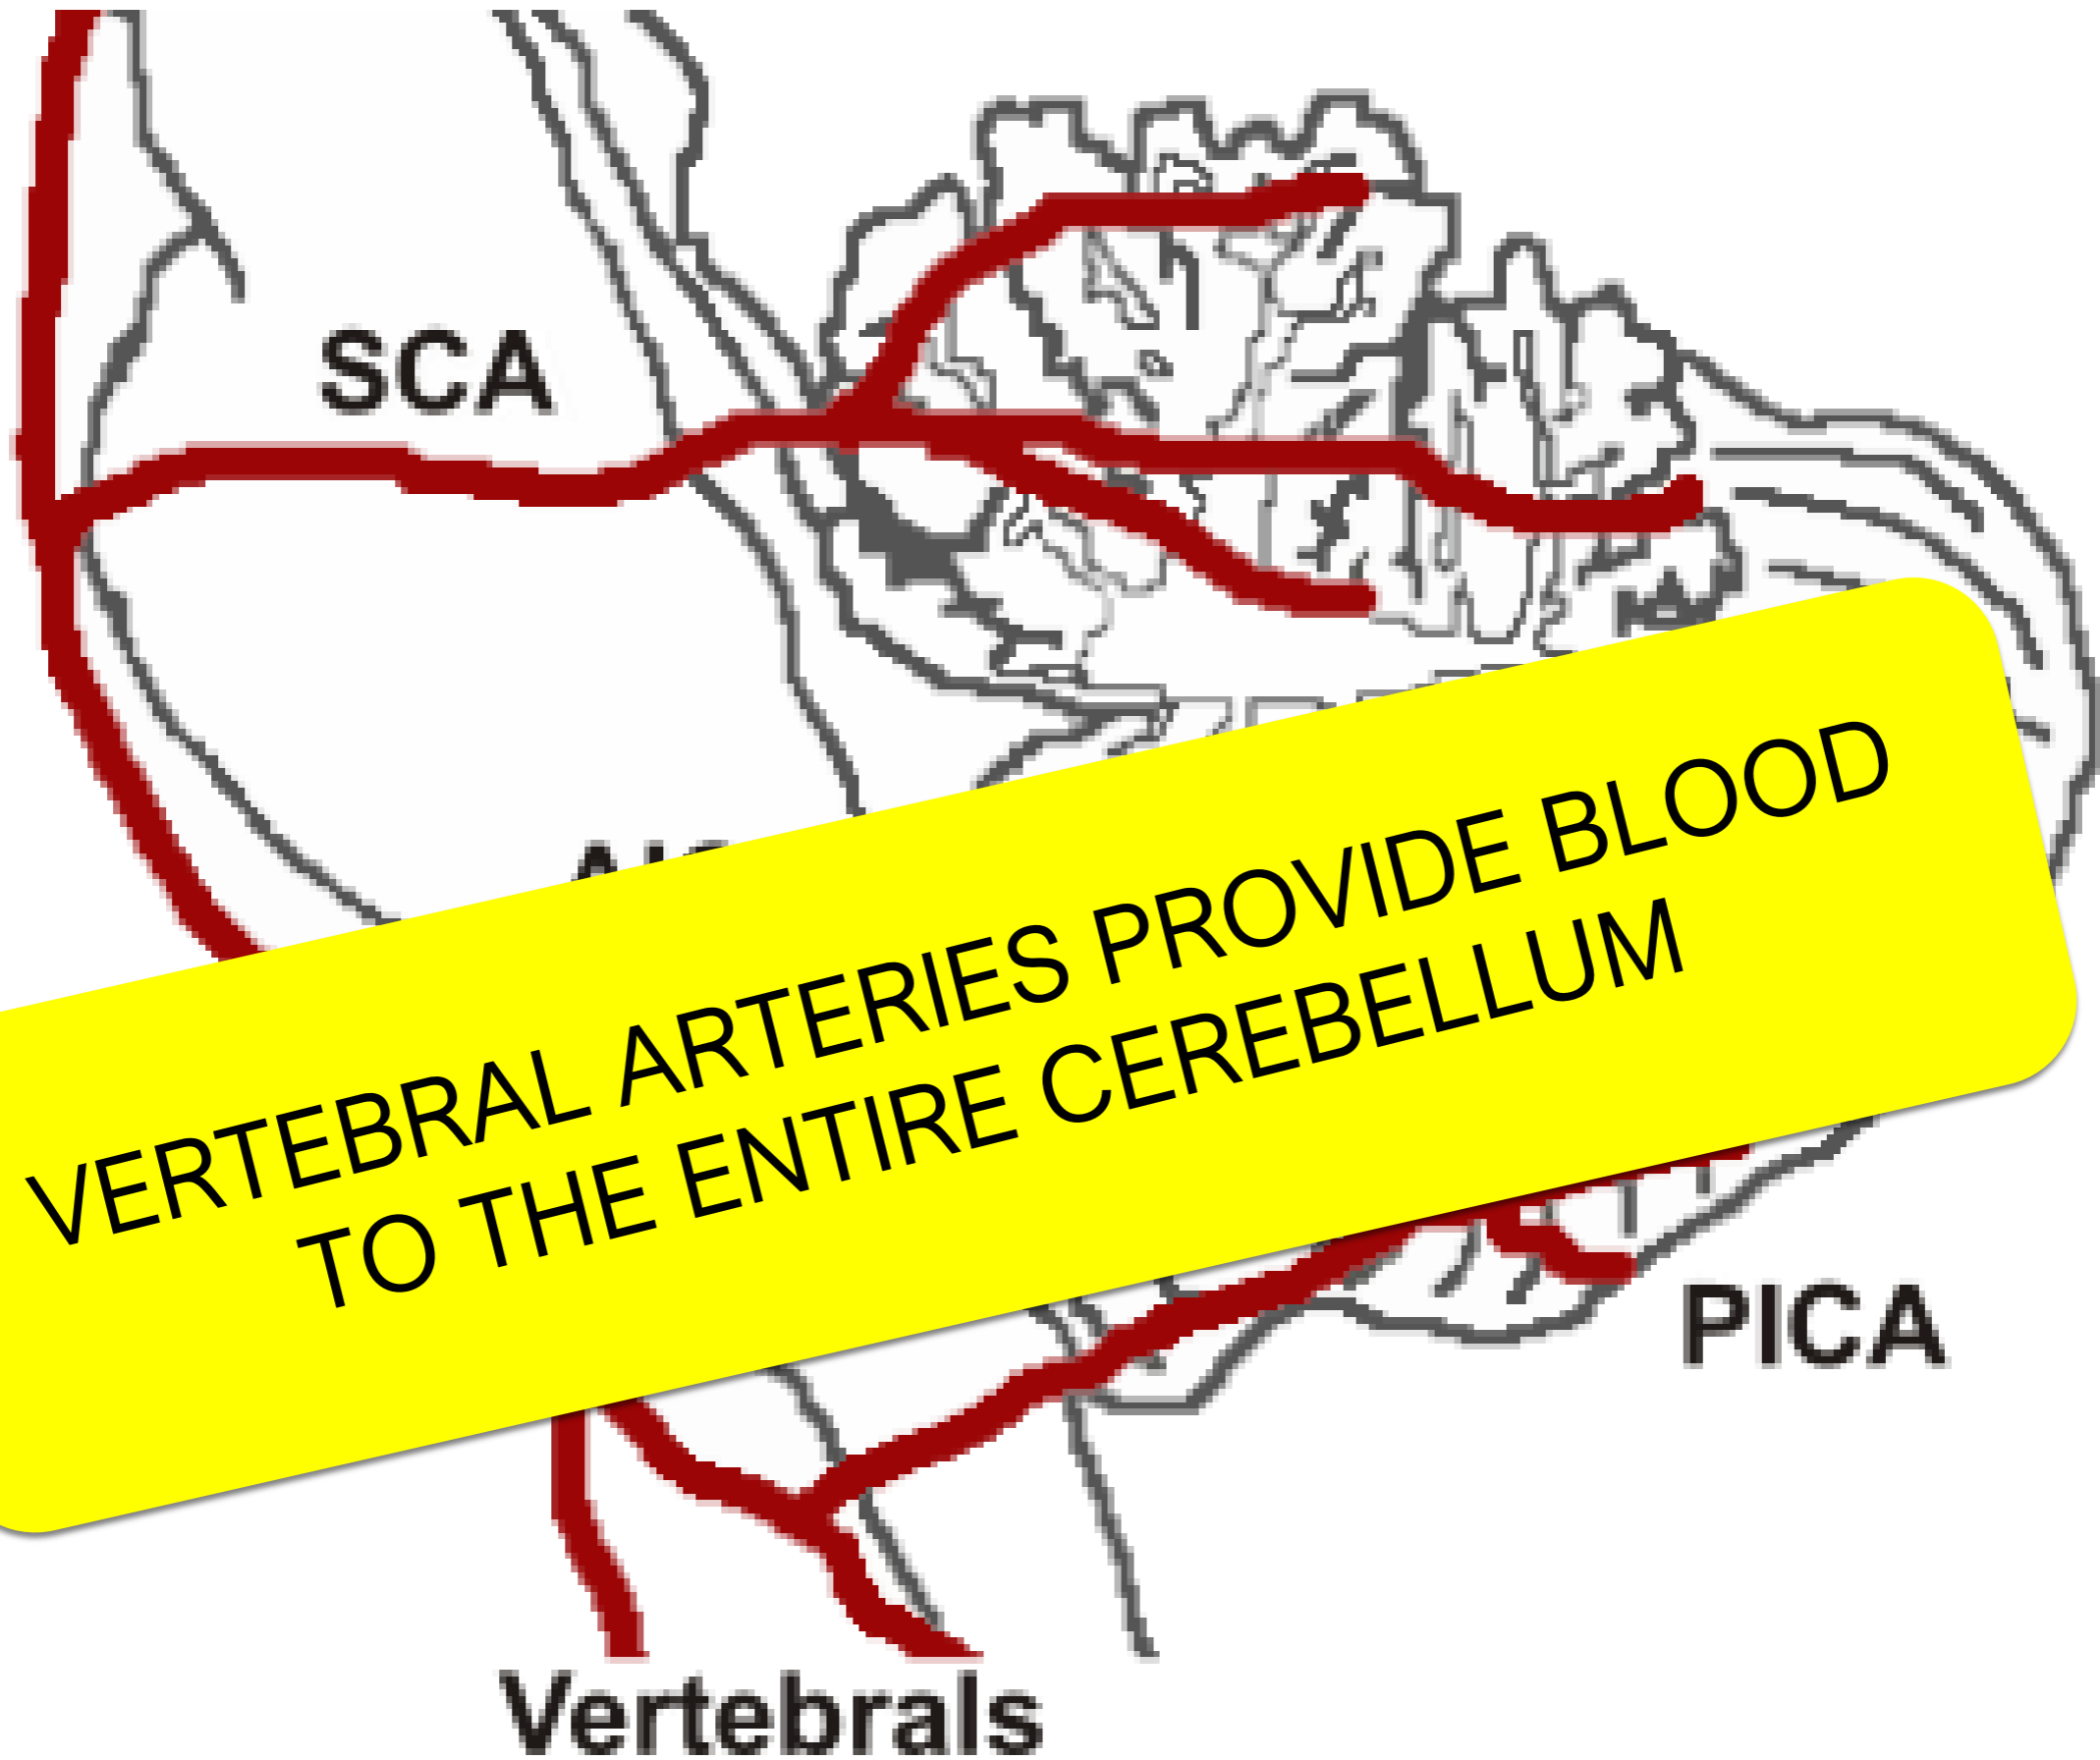 SCA
VERTEBRAL ARTERIES PROVIDE BLOOD
TO THE ENTIRE CEREBELLUM
PICA
Vertebrals